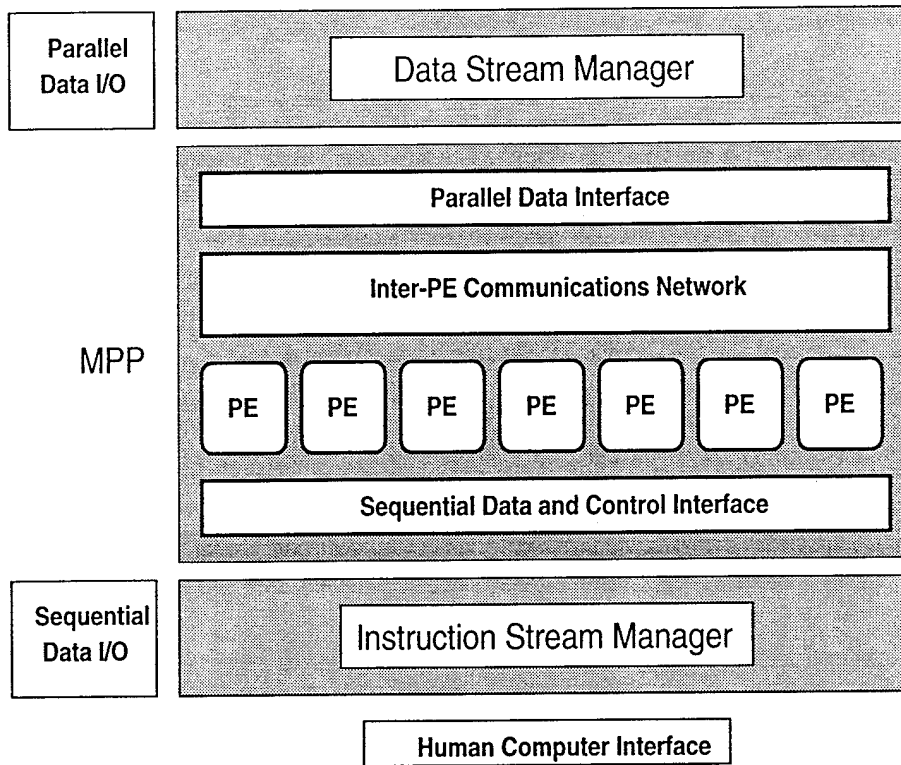 Parallel
Data I/O
Data Stream Manager
Parallel Data Interface
Inter-PE Communications Network
MPP
PE PE PE PE PE PE PE
Sequential Data and Control Interface
Sequential
Data I/O
Instruction Stream Manager
Human Computer Interface